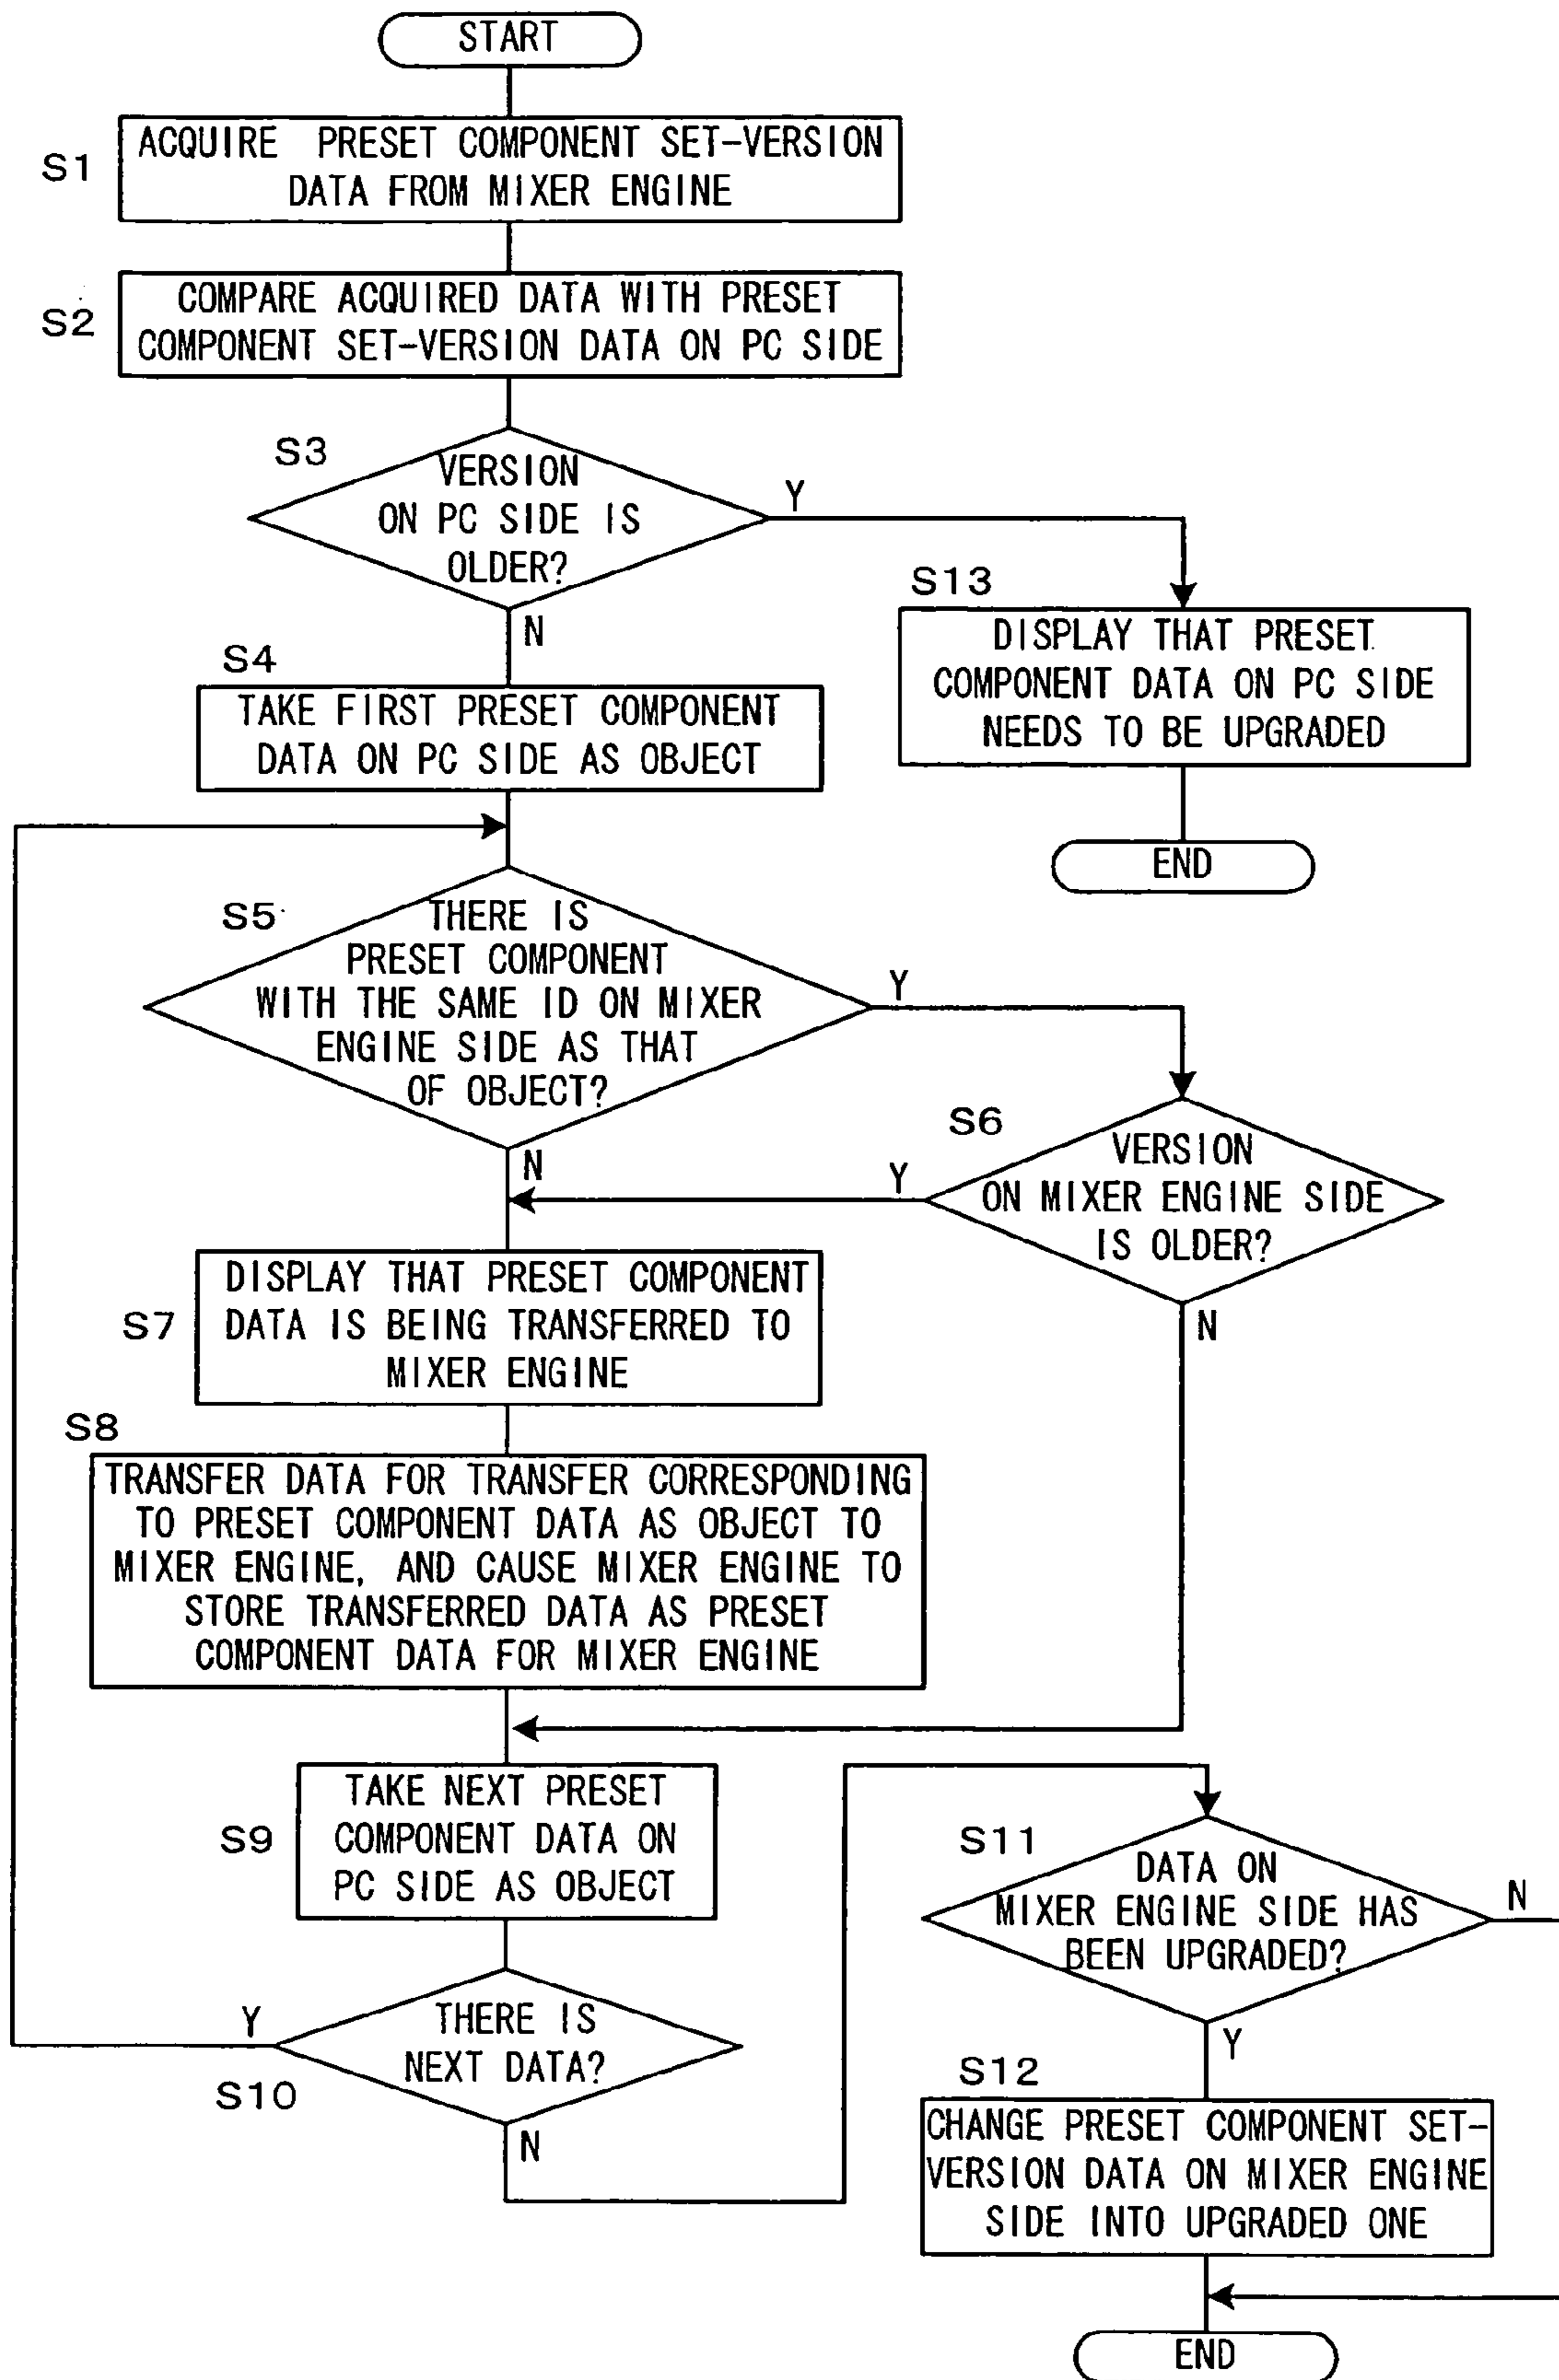 START
S1
ACQUIRE PRESET COMPONENT SET-VERSION
DATA FROM MIXER ENGINE
S2
COMPARE ACQUIRED DATA WITH PRESET
COMPONENT SET-VERSION DATA ON PC SIDE
S3
VERSION
ON PC SIDE IS
OLDER?
Y
N
S13
DISPLAY THAT PRESET
COMPONENT DATA ON PC SIDE
NEEDS TO BE UPGRADED
END
S4
TAKE FIRST PRESET COMPONENT
DATA ON PC SIDE AS OBJECT
S5
THERE IS
PRESET COMPONENT
WITH THE SAME ID ON MIXER
ENGINE SIDE AS THAT
OF OBJECT?
Y
N
S6
VERSION
ON MIXER ENGINE SIDE
IS OLDER?
Y
N
S7
DISPLAY THAT PRESET COMPONENT
DATA IS BEING TRANSFERRED TO
MIXER ENGINE
S8
TRANSFER DATA FOR TRANSFER CORRESPONDING
TO PRESET COMPONENT DATA AS OBJECT TO
MIXER ENGINE, AND CAUSE MIXER ENGINE TO
STORE TRANSFERRED DATA AS PRESET
COMPONENT DATA FOR MIXER ENGINE
S9
TAKE NEXT PRESET
COMPONENT DATA ON
PC SIDE AS OBJECT
S10
THERE IS
NEXT DATA?
Y
N
S11
DATA ON
MIXER ENGINE SIDE HAS
BEEN UPGRADED?
N
Y
S12
CHANGE PRESET COMPONENT SET-
VERSION DATA ON MIXER ENGINE
SIDE INTO UPGRADED ONE
END